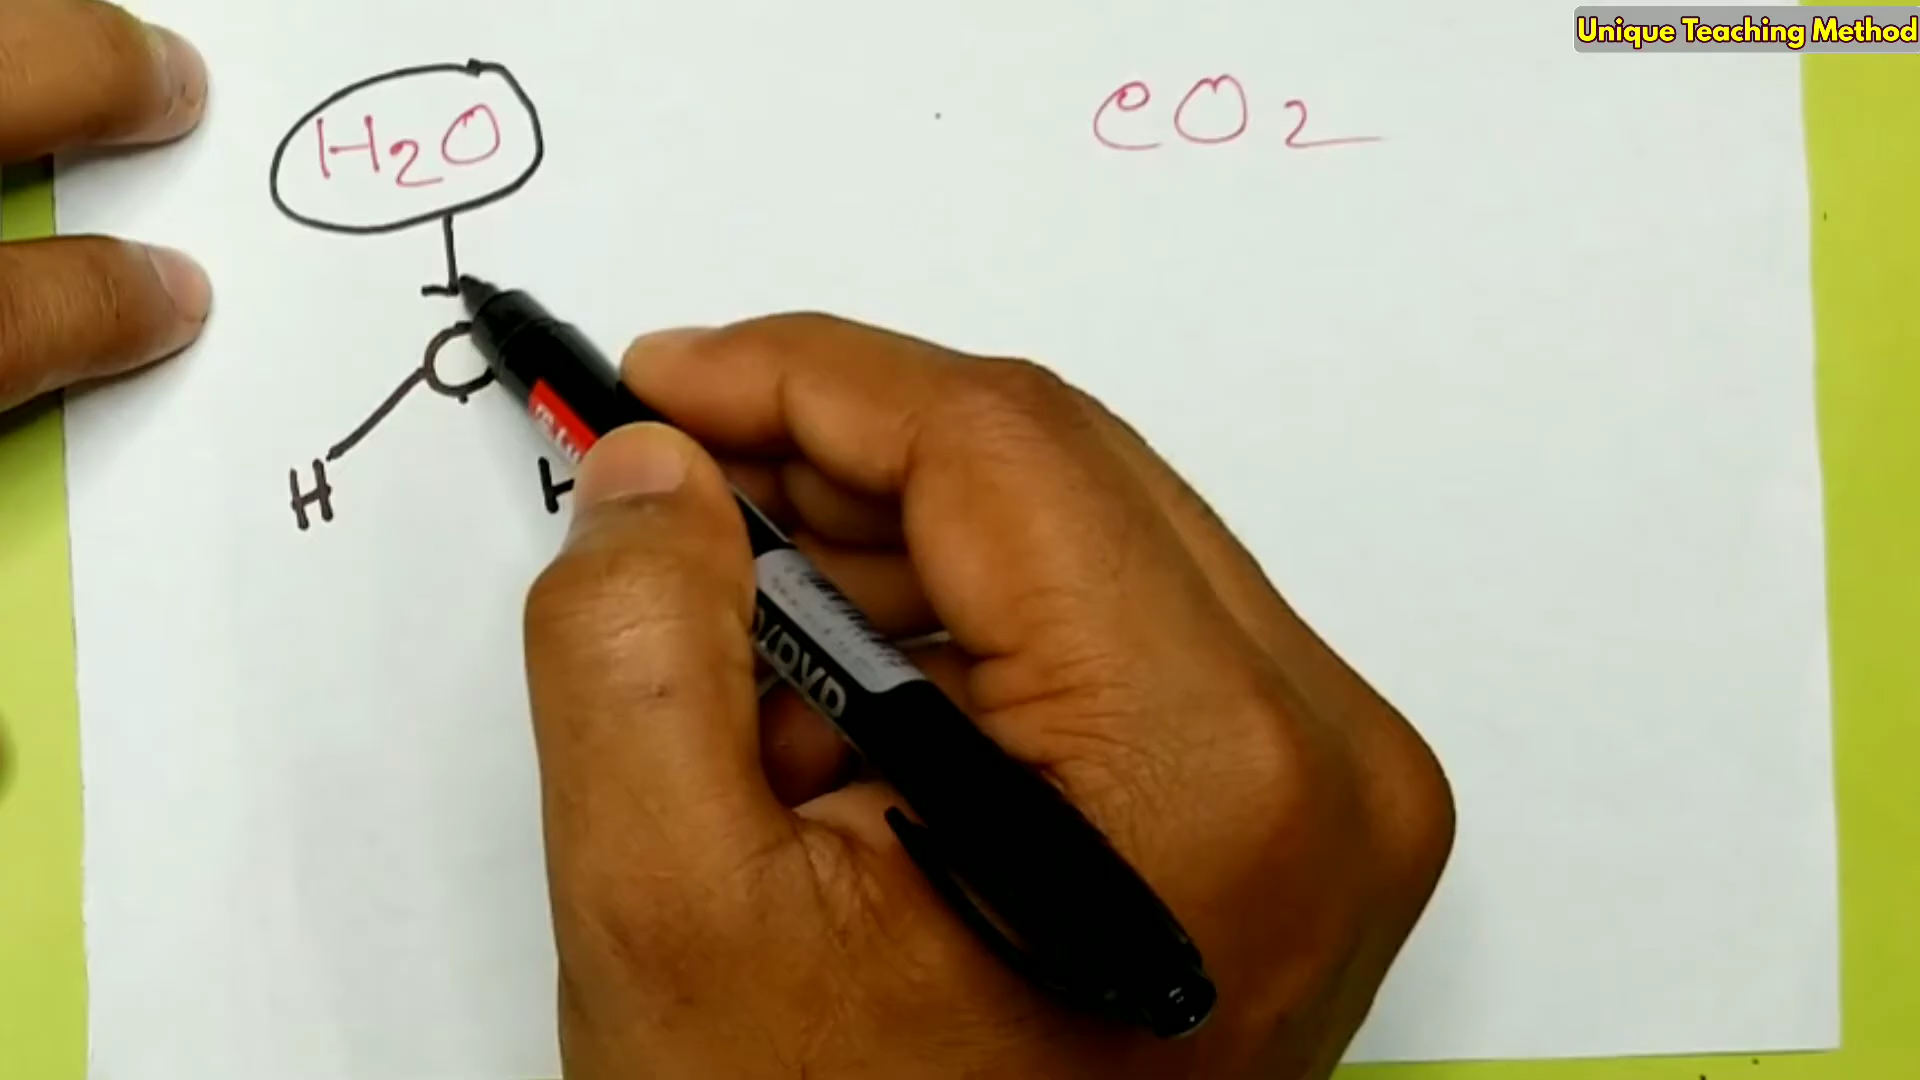 Unique Teaching Method
H2O
CO2
O
H
H